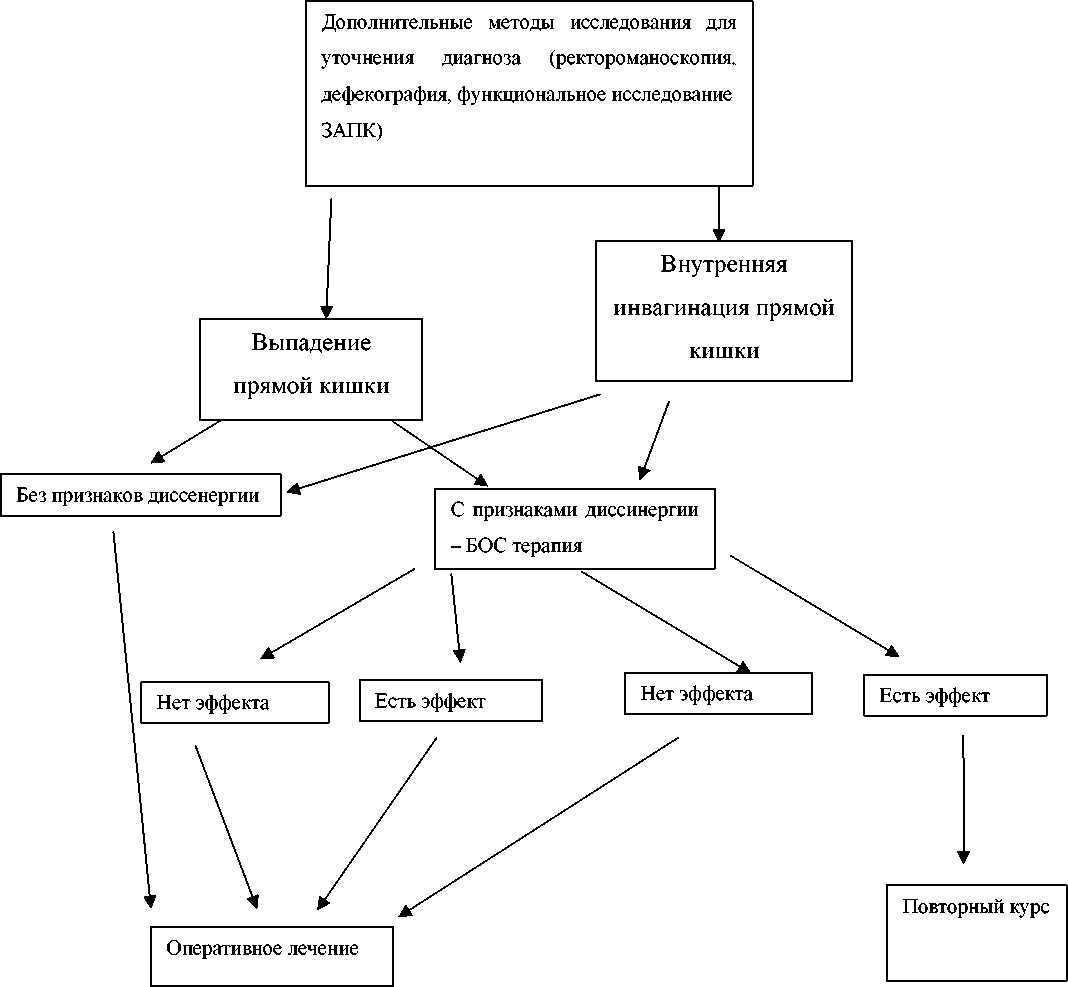 Дополнительные методы исследования для
уточнения диагноза (ректороманоскопия,
дефекография, функциональное исследование
ЗАПК)
Внутренняя
инвагинация прямой
кишки
Выпадение
прямой кишки
Без признаков диссенергии
С признаками диссинергии
– БОС терапия
Нет эффекта
Есть эффект
Нет эффекта
Есть эффект
Повторный курс
Оперативное лечение